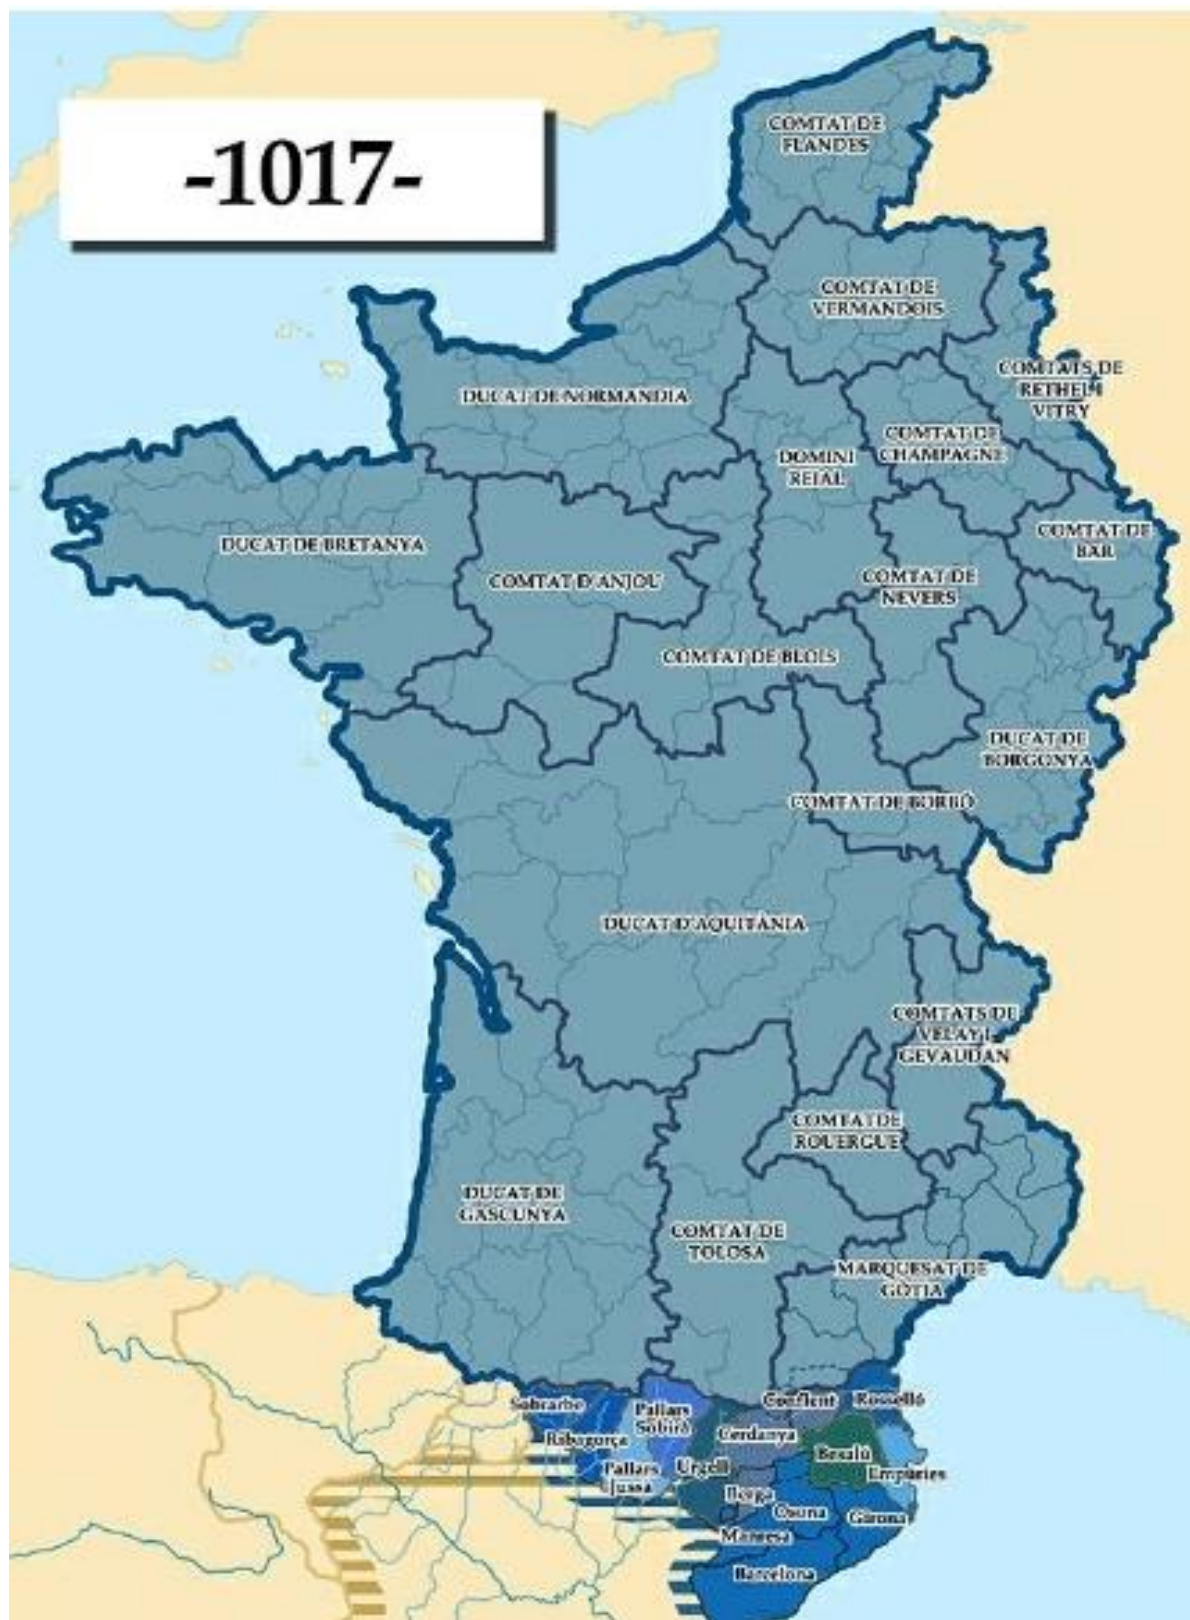 -1017-
COMTAT DE
FLANDES
COMTAT DE
VERMANDOIS
COMTATS DE
RETHEL I
VITRY
DUCAT DE NORMANDIA
COMTAT DE
CHAMPAGNE
DOMINI
REIAL
DUCAT DE BRETANYA
COMTAT DE
BAR
COMTAT D'ANJOU
COMTAT DE
NEVERS
COMTAT DE BLOIS
DUCAT DE
BORGONYA
COMTAT DE BORBÓ
DUCAT D'AQUITÀNIA
COMTATS DE
VELAY I
GEVAUDAN
COMTAT DE
ROUERGUE
DUCAT DE
GASCUNYA
COMTAT DE
TOLOSA
MARQUESAT DE
GÒTIA
Sobrarbe
Pallars
Sobirà
Conflent
Rosselló
Ribagorça
Cerdanya
Besalú
Pallars
Jussà
Urgell
Empúries
Berga
Osona
Girona
Manresa
Barcelona